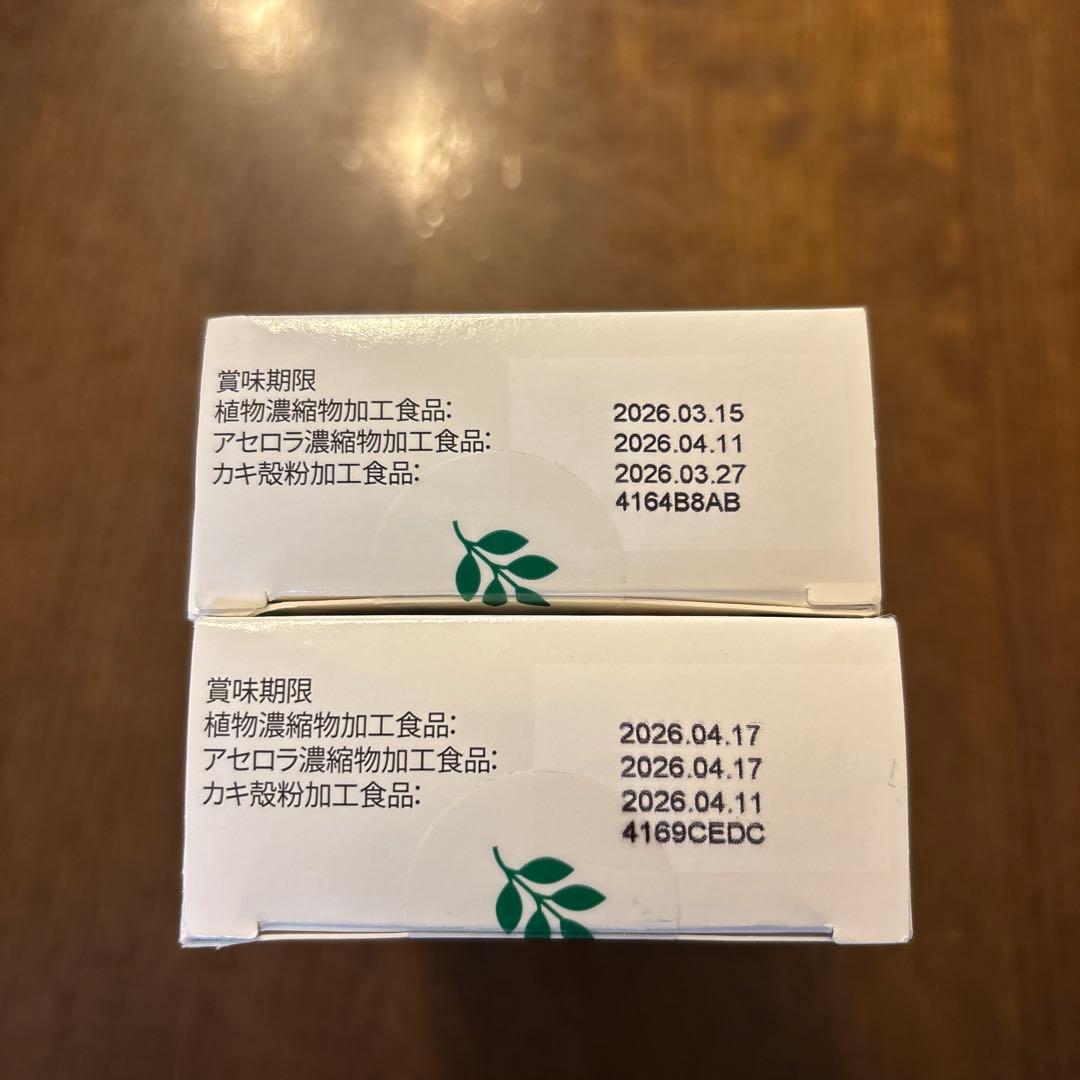 賞味期限
植物濃縮物加工食品: 2026.03.15
アセロラ濃縮物加工食品: 2026.04.11
カキ殻粉加工食品: 2026.03.27
4164B8AB
賞味期限
植物濃縮物加工食品: 2026.04.17
アセロラ濃縮物加工食品: 2026.04.17
カキ殻粉加工食品: 2026.04.11
4169CEDC